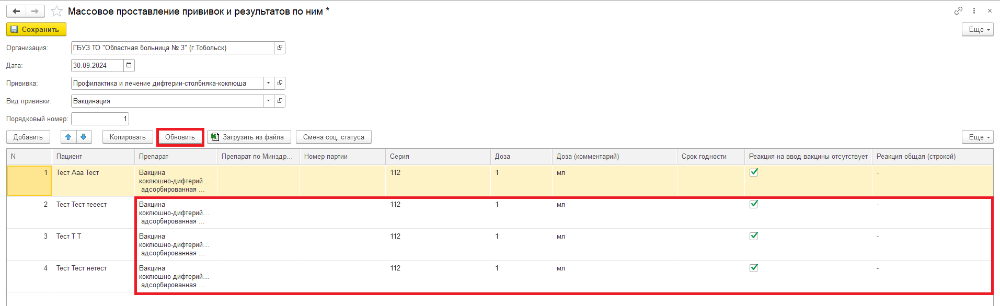 Массовое проставление прививок и результатов по ним *
Сохранить
Еще
Организация: ГБУЗ ТО "Областная больница № 3" (г.Тобольск)
Дата: 30.09.2024
Прививка: Профилактика и лечение дифтерии-столбняка-коклюша
Вид прививки: Вакцинация
Порядковый номер: 1
Добавить Копировать Обновить Загрузить из файла Смена соц. статуса Еще
N Пациент Препарат Препарат по Минздр... Номер партии Серия Доза Доза (комментарий) Срок годности Реакция на ввод вакцины отсутствует Реакция общая (строкой)
1 Тест Ааа Тест Вакцина 112 1 мл -
коклюшно-дифтерий...
адсорбированная ...
2 Тест Тест тееест Вакцина 112 1 мл -
коклюшно-дифтерий...
адсорбированная ...
3 Тест Т Т Вакцина 112 1 мл -
коклюшно-дифтерий...
адсорбированная ...
4 Тест Тест нетест Вакцина 112 1 мл -
коклюшно-дифтерий...
адсорбированная ...